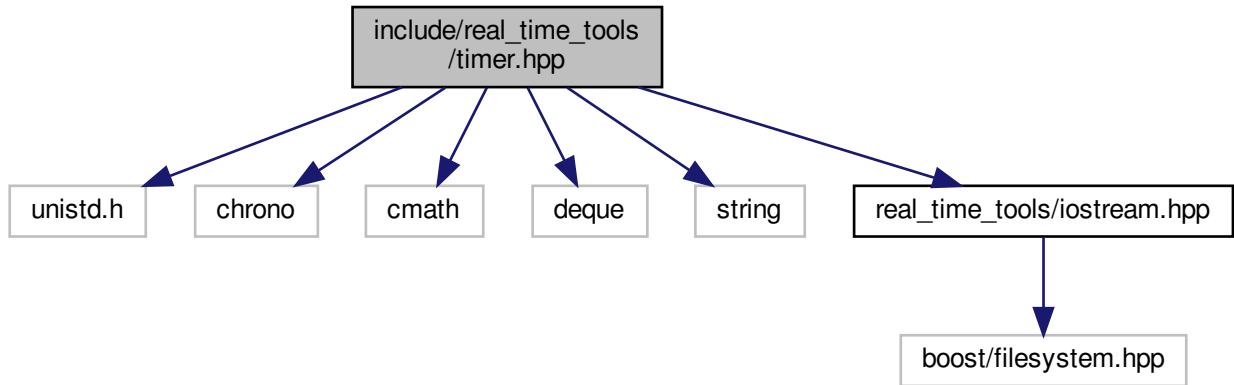 include/real_time_tools
/timer.hpp
unistd.h
chrono
cmath
deque
string
real_time_tools/iostream.hpp
boost/filesystem.hpp